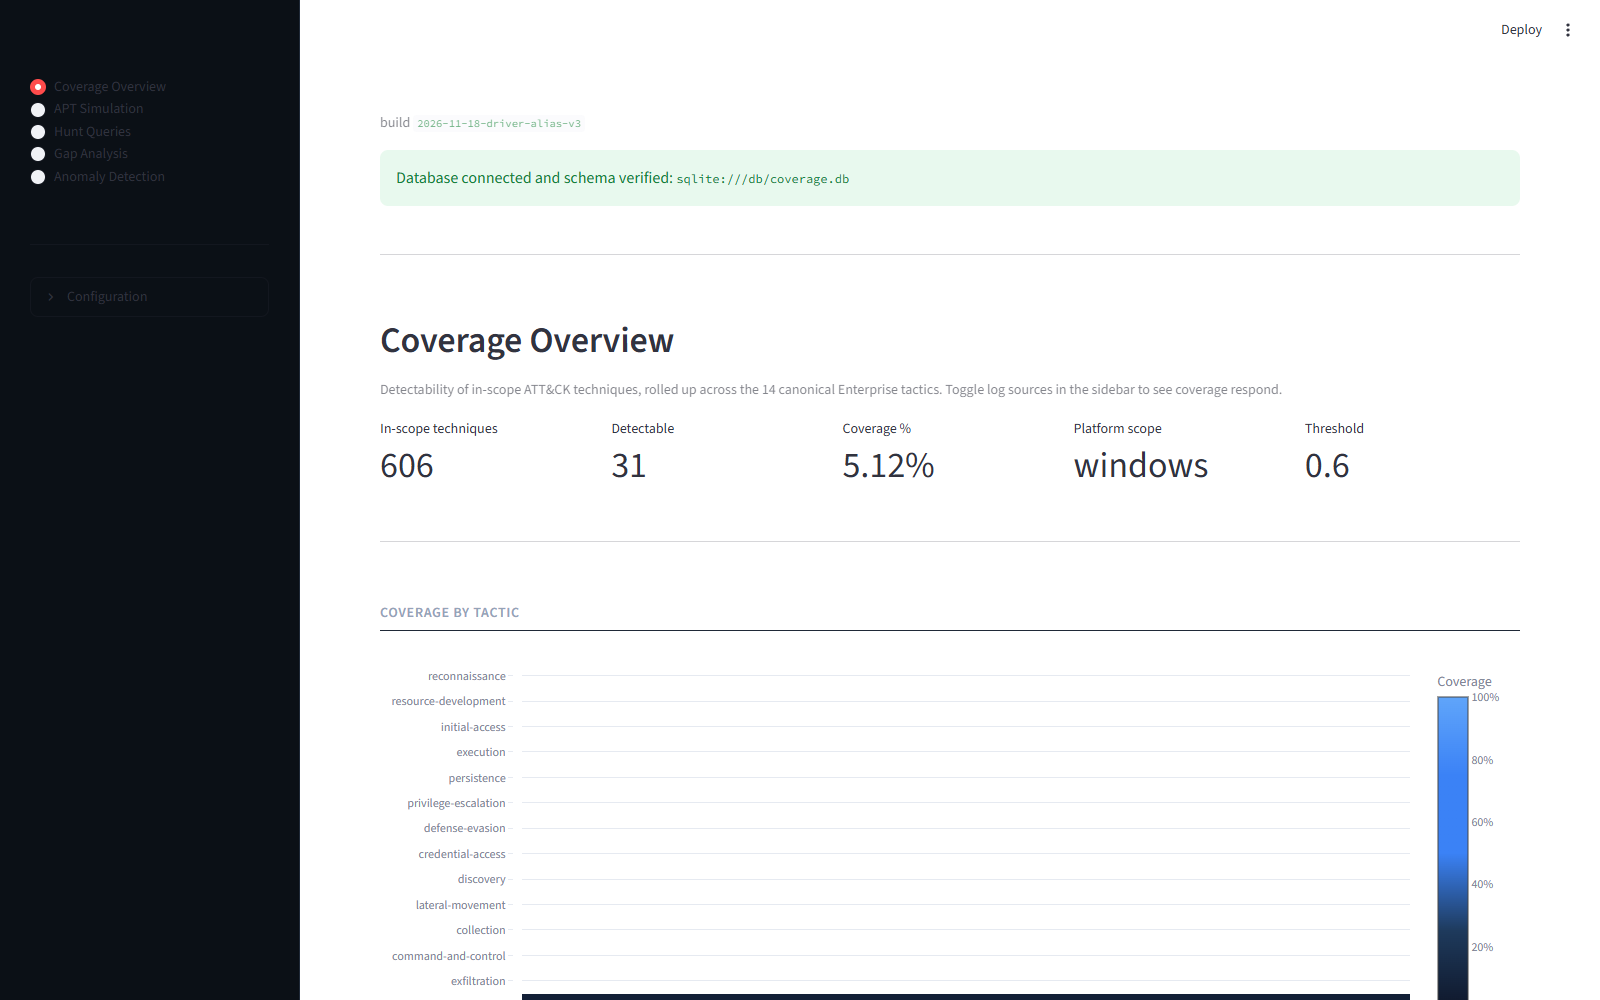 Deploy
Coverage Overview
APT Simulation
Hunt Queries
Gap Analysis
Anomaly Detection
Configuration
build 2026-11-18-driver-alias-v3
Database connected and schema verified: sqlite:///db/coverage.db
Coverage Overview
Detectability of in-scope ATT&CK techniques, rolled up across the 14 canonical Enterprise tactics. Toggle log sources in the sidebar to see coverage respond.
In-scope techniques
606
Detectable
31
Coverage %
5.12%
Platform scope
windows
Threshold
0.6
COVERAGE BY TACTIC
reconnaissance
resource-development
initial-access
execution
persistence
privilege-escalation
defense-evasion
credential-access
discovery
lateral-movement
collection
command-and-control
exfiltration
Coverage
100%
80%
60%
40%
20%